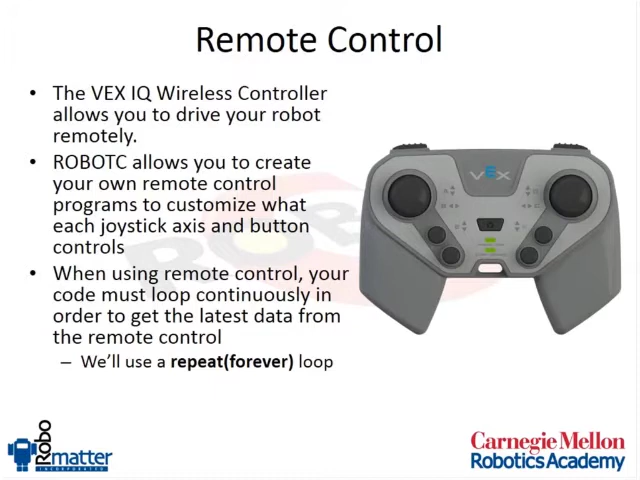 Remote Control
• The VEX IQ Wireless Controller
allows you to drive your robot
remotely.
• ROBOTC allows you to create
your own remote control
programs to customize what
each joystick axis and button
controls
• When using remote control, your
code must loop continuously in
order to get the latest data from
the remote control
– We'll use a repeat(forever) loop
VEX
Robomatter
INCORPORATED
Carnegie Mellon
Robotics Academy